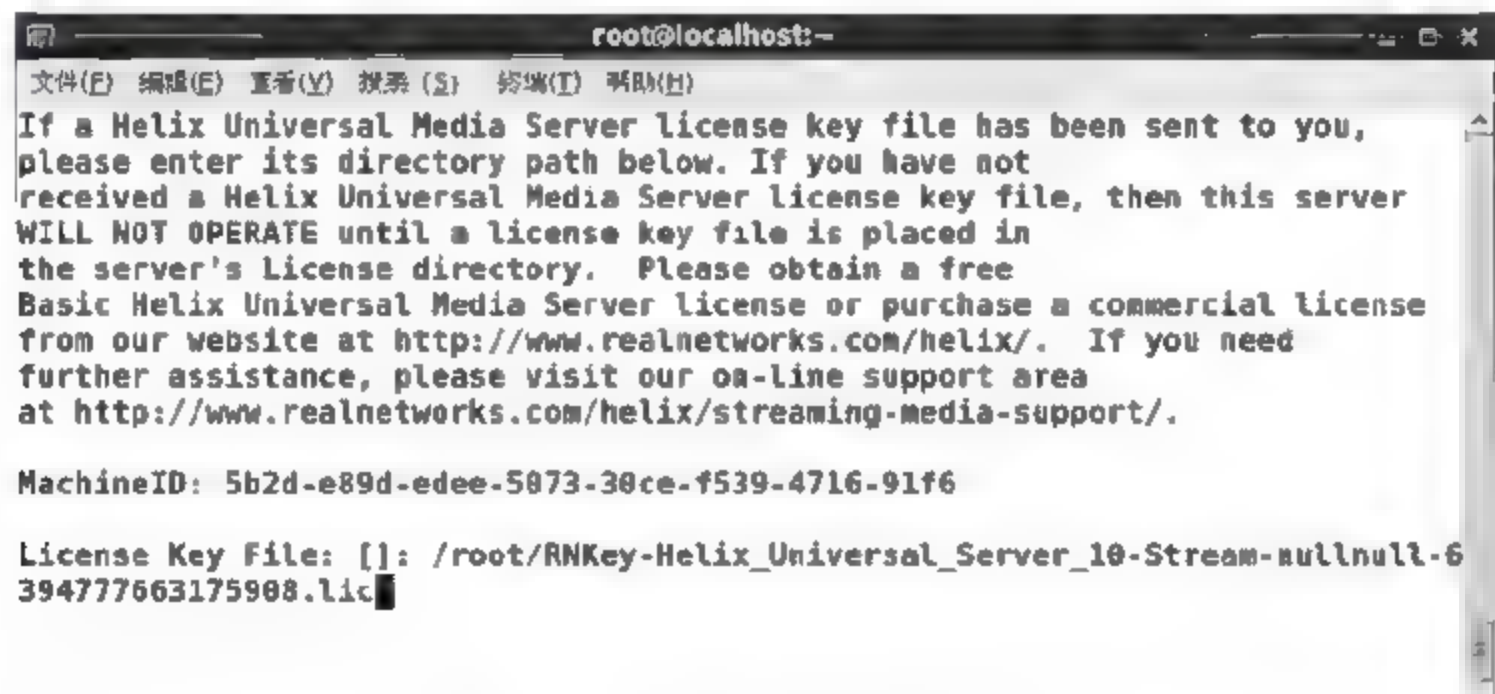 root@localhost:~
文件(F) 编辑(E) 查看(V) 搜索 (S) 终端(T) 帮助(H)
If a Helix Universal Media Server license key file has been sent to you,
please enter its directory path below. If you have not
received a Helix Universal Media Server license key file, then this server
WILL NOT OPERATE until a license key file is placed in
the server's License directory.  Please obtain a free
Basic Helix Universal Media Server license or purchase a commercial license
from our website at http://www.realnetworks.com/helix/.  If you need
further assistance, please visit our on-line support area
at http://www.realnetworks.com/helix/streaming-media-support/.
MachineID: 5b2d-e89d-edee-5073-30ce-f539-4716-91f6
License Key File: []: /root/RNKey-Helix_Universal_Server_10-Stream-nullnull-6
394777663175908.lic